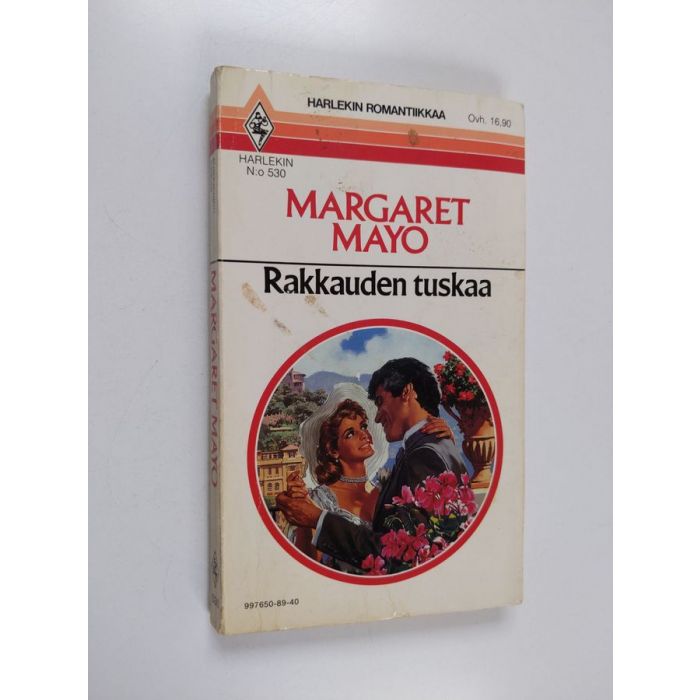 HARLEKIN ROMANTIIKKAA
Ovh. 16,90
HARLEKIN
N:o 530
MARGARET
MAYO
Rakkauden tuskaa
997650-89-40
MARGARET MAYO